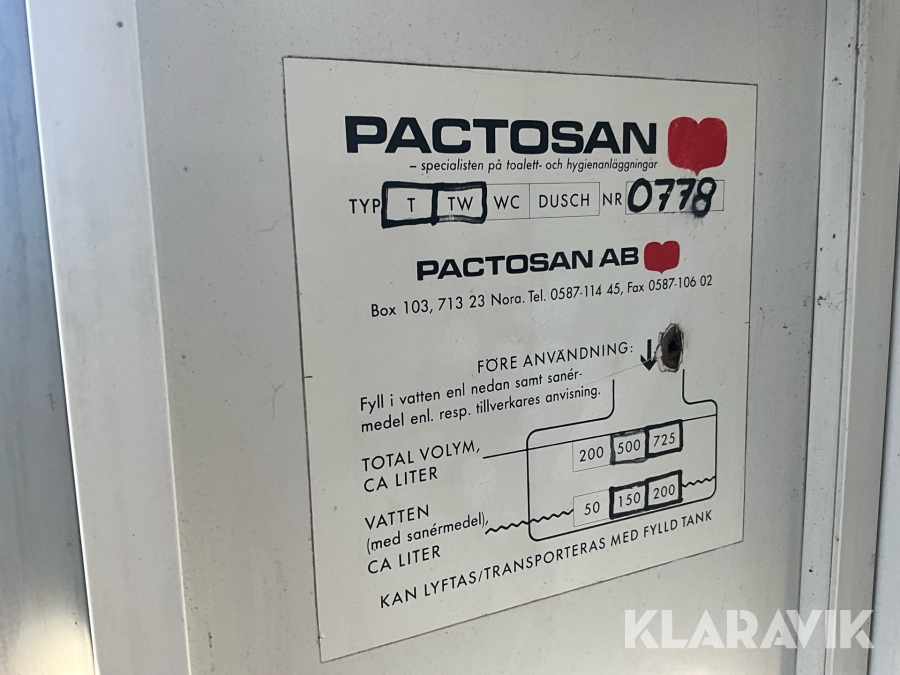 PACTOSAN
– specialisten på toalett- och hygienanläggningar
TYP T TW WC DUSCH NR 0778
PACTOSAN AB
Box 103, 713 23 Nora. Tel. 0587-114 45, Fax 0587-106 02
FÖRE ANVÄNDNING:
Fyll i vatten enl nedan samt sanér-
medel enl. resp. tillverkares anvisning.
TOTAL VOLYM,
CA LITER
200 500 725
VATTEN
(med sanérmedel),
CA LITER
50 150 200
KAN LYFTAS/TRANSPORTERAS MED FYLLD TANK
KLARAVIK